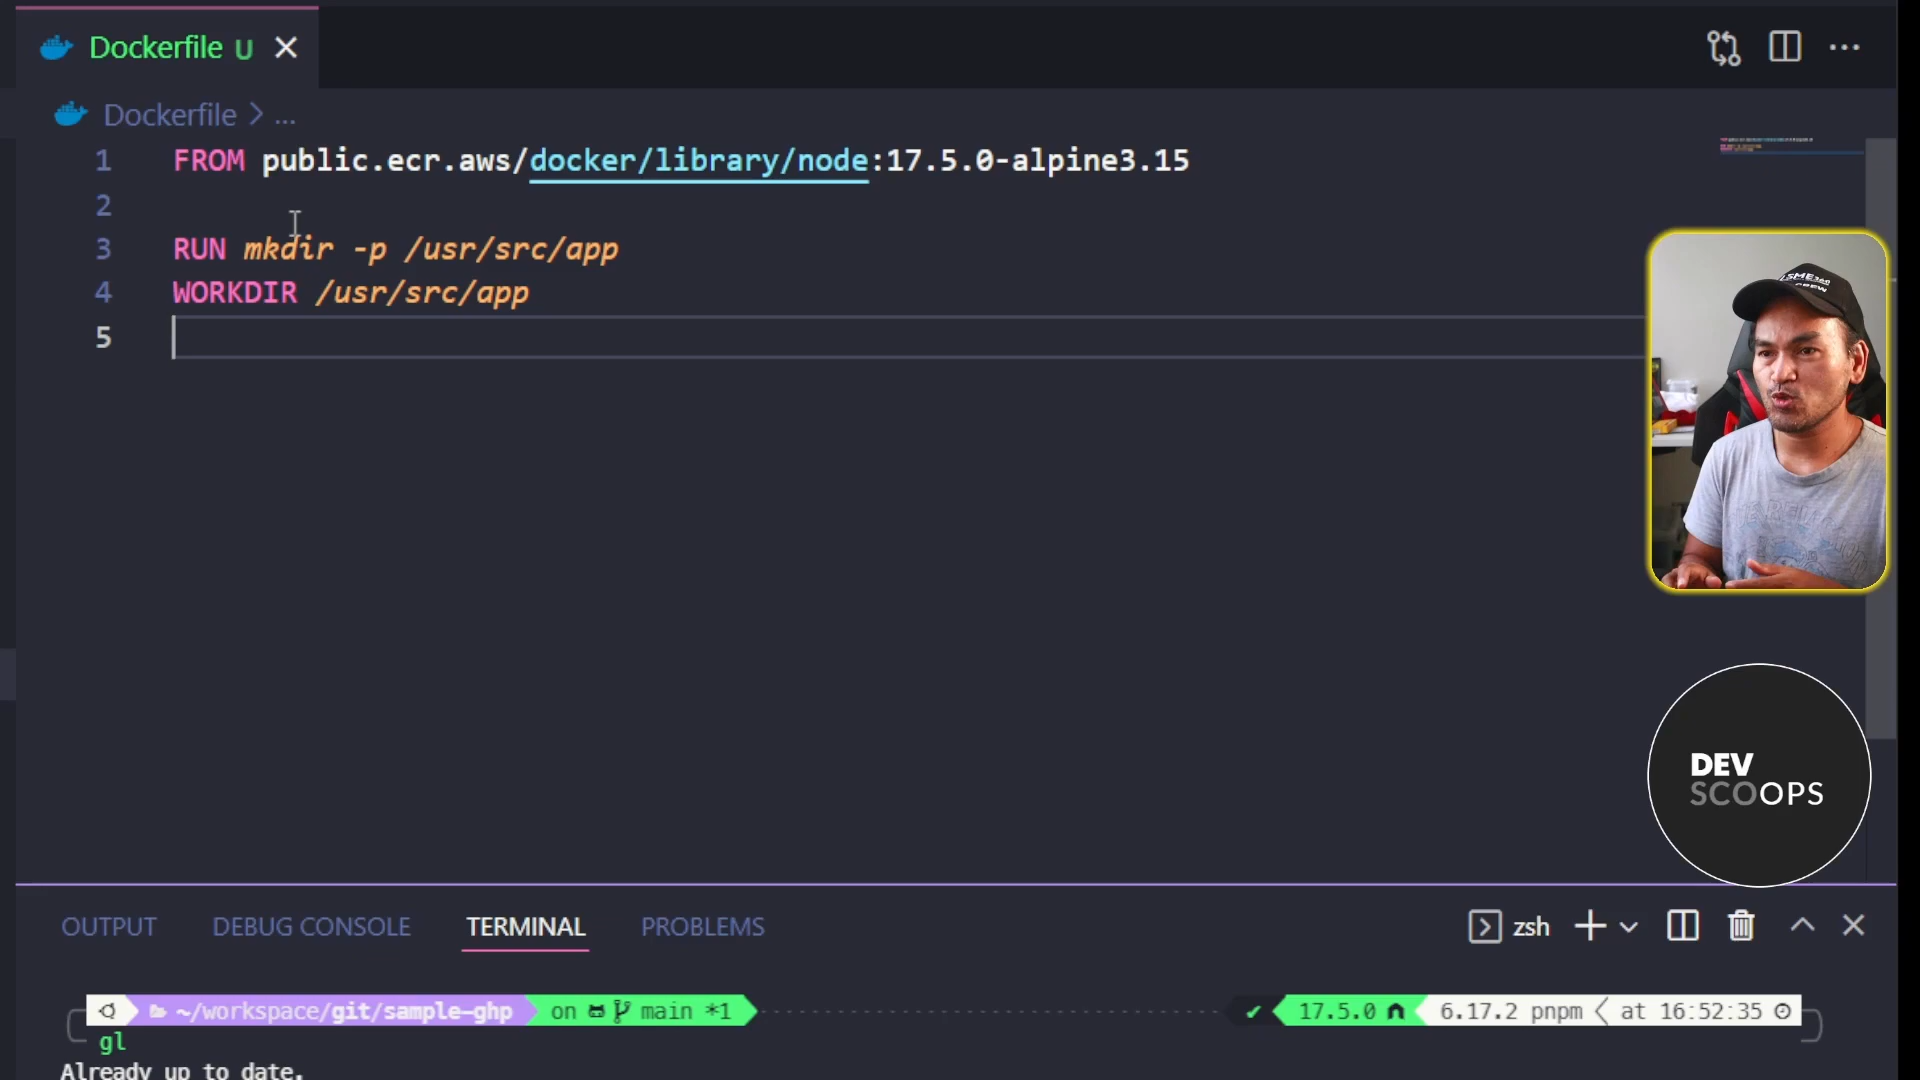 Dockerfile U
Dockerfile > ...
1 FROM public.ecr.aws/docker/library/node:17.5.0-alpine3.15
2
3 RUN mkdir -p /usr/src/app
4 WORKDIR /usr/src/app
5
DEV
SCOOPS
OUTPUT DEBUG CONSOLE TERMINAL PROBLEMS zsh
~/workspace/git/sample-ghp on main *1 17.5.0 6.17.2 pnpm at 16:52:35
gl
Already up to date.